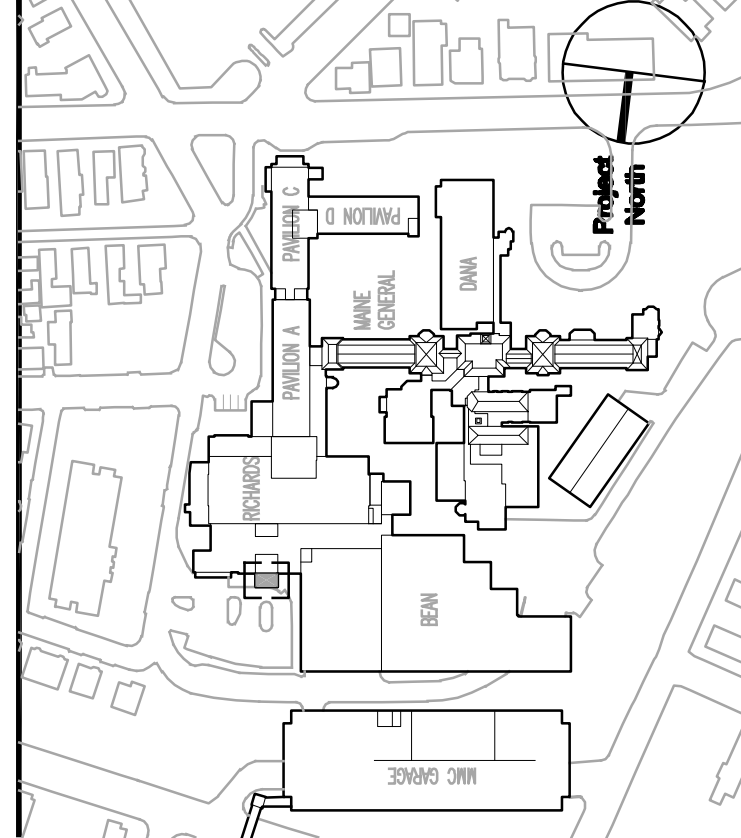 Project
North
PAVILION C
PAVILION D
DANA
MAINE
GENERAL
PAVILION A
RICHARDS
BEAN
MMC GARAGE